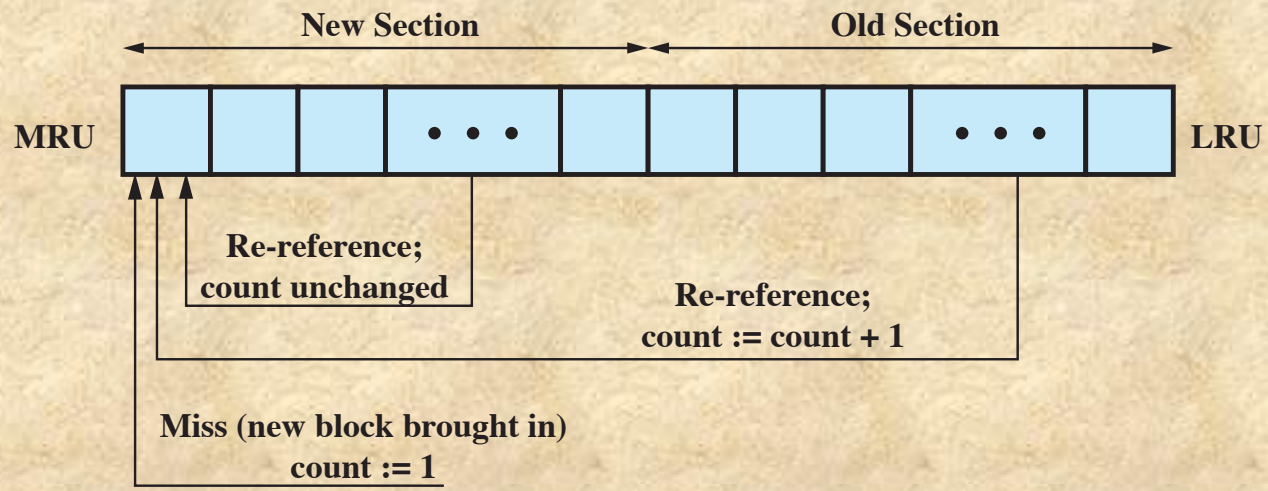 New Section
Old Section
MRU
• • •
• • •
LRU
Re-reference;
count unchanged
Re-reference;
count := count + 1
Miss (new block brought in)
count := 1